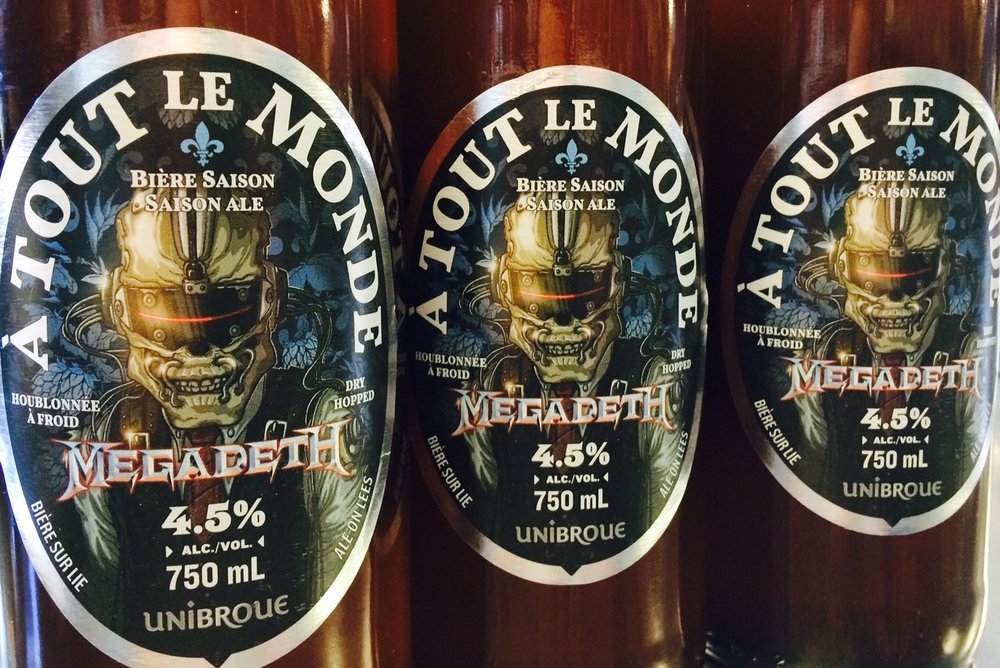 À TOUT LE MONDE
BIÈRE SAISON
SAISON ALE
HOUBLONNÉE
À FROID
DRY
HOPPED
MEGADETH
4.5%
ALC./VOL.
750 mL
BIÈRE SUR LIE
ALE ON LEES
UNIBROUE
À TOUT LE MONDE
BIÈRE SAISON
SAISON ALE
HOUBLONNÉE
À FROID
DRY
HOPPED
MEGADETH
4.5%
ALC./VOL.
750 mL
BIÈRE SUR LIE
ALE ON LEES
UNIBROUE
À TOUT LE MONDE
BIÈRE SAISON
SAISON ALE
HOUBLONNÉE
À FROID
DRY
MEGADETH
4.5%
ALC./VOL.
750 mL
BIÈRE SUR LIE
UNIBROUE